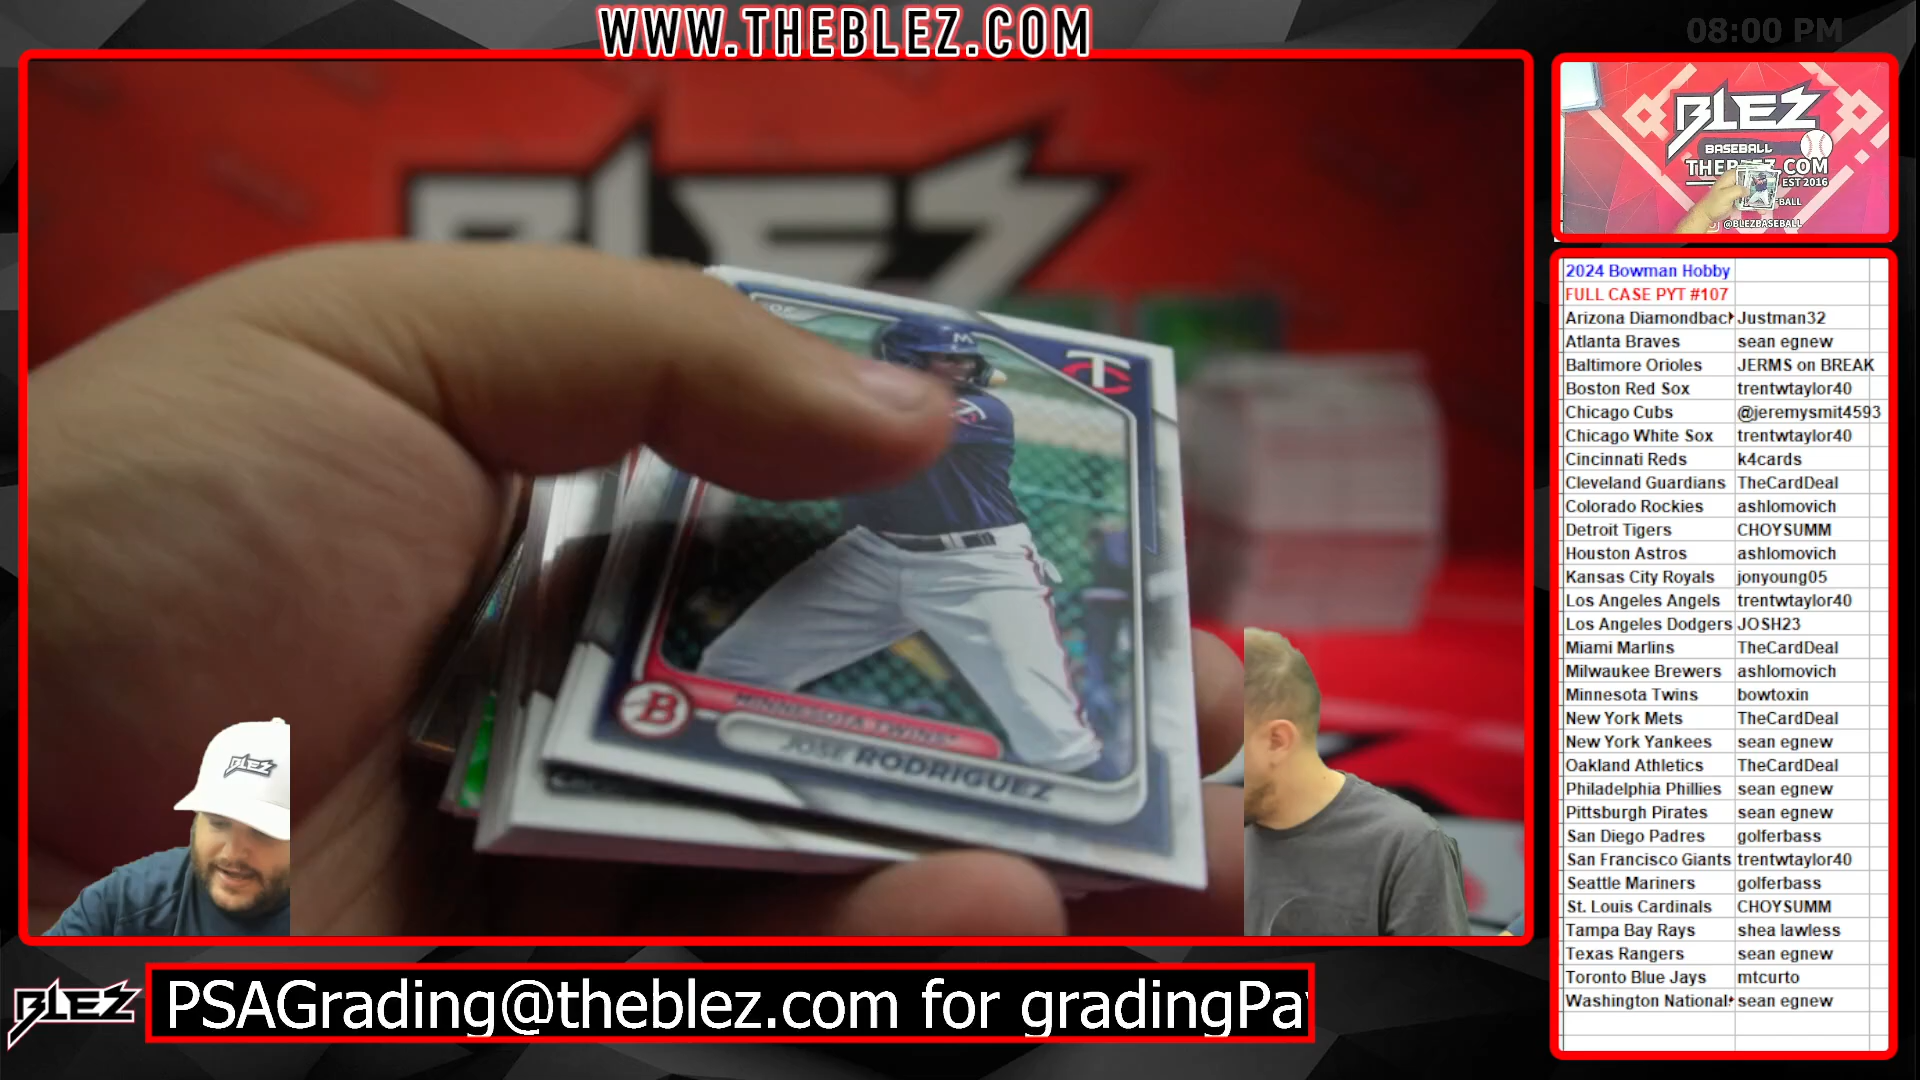 WWW.THEBLEZ.COM
08:00 PM
BLEZ
M
T
C
B
MINNESOTA TWINS
JOSE RODRIGUEZ
BLEZ
BLEZ
BASEBALL
EST 2016
@BLEZBASEBALL
2024 Bowman Hobby
FULL CASE PYT #107
Arizona Diamondbac Justman32
Atlanta Braves sean egnew
Baltimore Orioles JERMS on BREAK
Boston Red Sox trentwtaylor40
Chicago Cubs @jeremysmit4593
Chicago White Sox trentwtaylor40
Cincinnati Reds k4cards
Cleveland Guardians TheCardDeal
Colorado Rockies ashlomovich
Detroit Tigers CHOYSUMM
Houston Astros ashlomovich
Kansas City Royals jonyoung05
Los Angeles Angels trentwtaylor40
Los Angeles Dodgers JOSH23
Miami Marlins TheCardDeal
Milwaukee Brewers ashlomovich
Minnesota Twins bowtoxin
New York Mets TheCardDeal
New York Yankees sean egnew
Oakland Athletics TheCardDeal
Philadelphia Phillies sean egnew
Pittsburgh Pirates sean egnew
San Diego Padres golferbass
San Francisco Giants trentwtaylor40
Seattle Mariners golferbass
St. Louis Cardinals CHOYSUMM
Tampa Bay Rays shea lawless
Texas Rangers sean egnew
Toronto Blue Jays mtcurto
Washington National sean egnew
BLEZ
PSAGrading@theblez.com for gradingPa